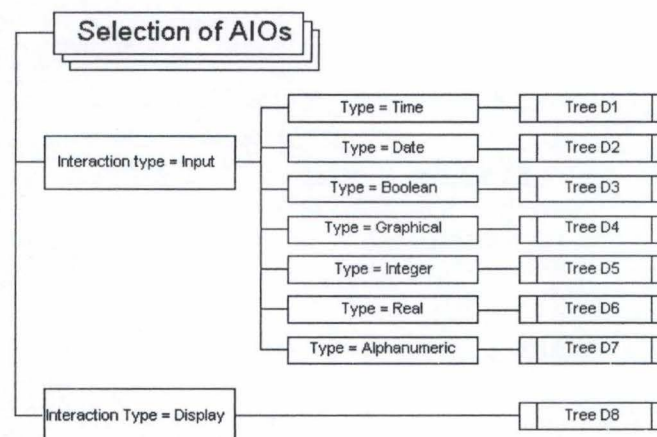 Selection of AIOs
Type = Time
Tree D1
Type = Date
Tree D2
Interaction type = Input
Type = Boolean
Tree D3
Type = Graphical
Tree D4
Type = Integer
Tree D5
Type = Real
Tree D6
Type = Alphanumeric
Tree D7
Interaction Type = Display
Tree D8